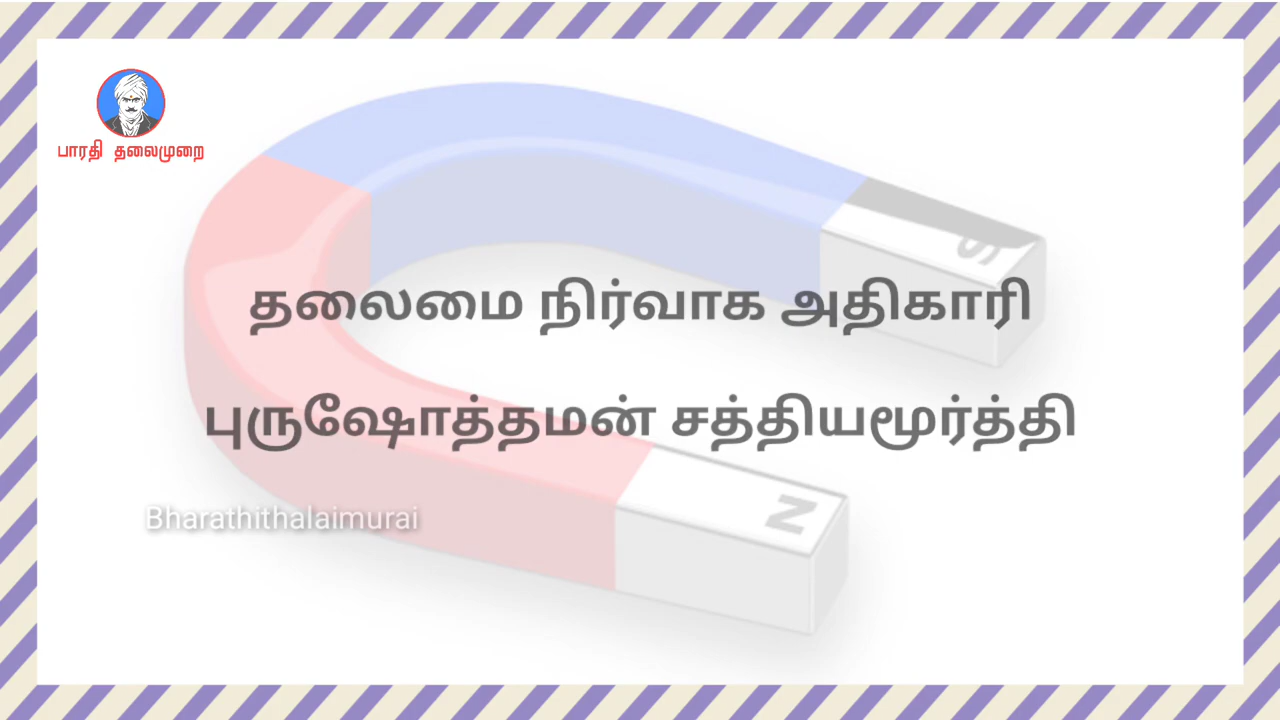 பாரதி தலைமுறை
S
தலைமை நிர்வாக அதிகாரி
புருஷோத்தமன் சத்தியமூர்த்தி
N
Bharathithalaimurai